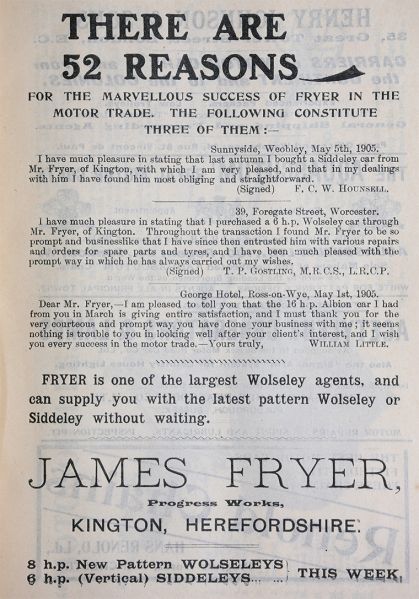 THERE ARE
52 REASONS
FOR THE MARVELLOUS SUCCESS OF FRYER IN THE
MOTOR TRADE. THE FOLLOWING CONSTITUTE
THREE OF THEM:—
Sunnyside, Weobley, May 5th, 1905.
I have much pleasure in stating that last autumn I bought a Siddeley car from
Mr. Fryer, of Kington, with which I am very pleased, and that in my dealings
with him I have found him most obliging and straightforward.
(Signed) F. C. W. HOUNSELL.
39, Foregate Street, Worcester.
I have much pleasure in stating that I purchased a 6 h.p. Wolseley car through
Mr. Fryer, of Kington. Throughout the transaction I found Mr. Fryer to be so
prompt and businesslike that I have since then entrusted him with various repairs
and orders for spare parts and tyres, and I have been much pleased with the
prompt way in which he has always carried out my wishes.
(Signed) T. P. GOSTLING, M.R.C.S., L.R.C.P.
George Hotel, Ross-on-Wye, May 1st, 1905.
Dear Mr. Fryer,—I am pleased to tell you that the 16 h.p. Albion car I had
from you in March is giving entire satisfaction, and I must thank you for the
very courteous and prompt way you have done your business with me; it seems
nothing is trouble to you in looking well after your client's interest, and I wish
you every success in the motor trade.—Yours truly, WILLIAM LITTLE.
FRYER is one of the largest Wolseley agents, and
can supply you with the latest pattern Wolseley or
Siddeley without waiting.
JAMES FRYER,
Progress Works,
KINGTON, HEREFORDSHIRE.
8 h.p. New Pattern WOLSELEYS
6 h.p. (Vertical) SIDDELEYS... ... } THIS WEEK.